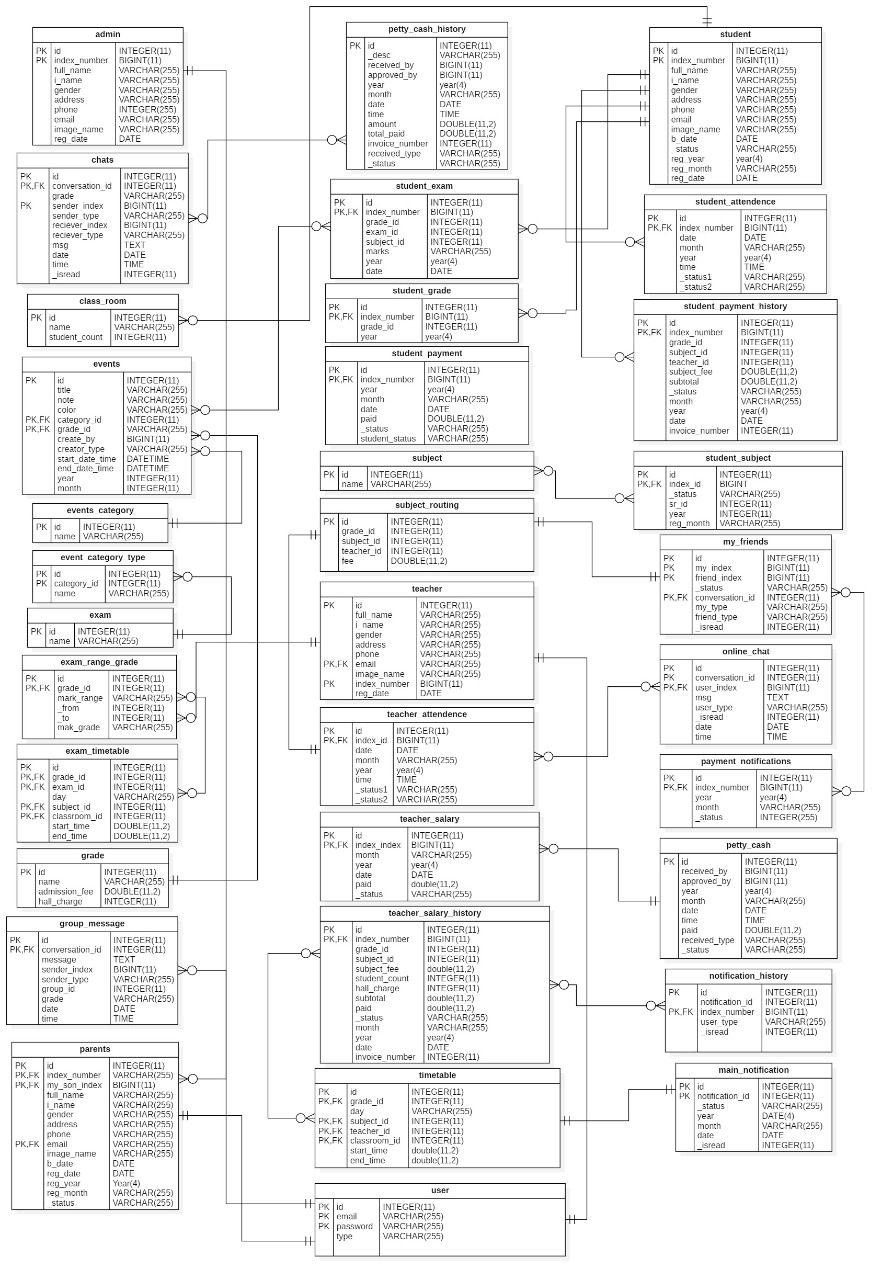 admin
PK id INTEGER(11)
PK index_number BIGINT(11)
full_name VARCHAR(255)
i_name VARCHAR(255)
gender VARCHAR(255)
address VARCHAR(255)
phone INTEGER(255)
email VARCHAR(255)
image_name VARCHAR(255)
reg_date DATE
chats
PK id INTEGER(11)
PK,FK conversation_id INTEGER(11)
grade VARCHAR(255)
PK sender_index BIGINT(11)
sender_type VARCHAR(255)
reciever_index BIGINT(11)
reciever_type VARCHAR(255)
msg TEXT
date DATE
time TIME
_isread INTEGER(11)
class_room
PK id INTEGER(11)
name VARCHAR(255)
student_count INTEGER(11)
events
PK id INTEGER(11)
title VARCHAR(255)
note VARCHAR(255)
color VARCHAR(255)
PK,FK category_id INTEGER(11)
PK,FK grade_id VARCHAR(255)
create_by BIGINT(11)
creator_type VARCHAR(255)
start_date_time DATETIME
end_date_time DATETIME
year INTEGER(11)
month INTEGER(11)
events_category
PK id INTEGER(11)
name VARCHAR(255)
event_category_type
PK id INTEGER(11)
PK category_id INTEGER(11)
name VARCHAR(255)
exam
PK id INTEGER(11)
name VARCHAR(255)
exam_range_grade
PK id INTEGER(11)
PK,FK grade_id INTEGER(11)
mark_range VARCHAR(255)
_from INTEGER(11)
_to INTEGER(11)
mak_grade VARCHAR(255)
exam_timetable
PK id INTEGER(11)
PK,FK grade_id INTEGER(11)
PK,FK exam_id INTEGER(11)
day VARCHAR(255)
PK,FK subject_id INTEGER(11)
PK,FK classroom_id INTEGER(11)
start_time DOUBLE(11,2)
end_time DOUBLE(11,2)
grade
PK id INTEGER(11)
name VARCHAR(255)
admission_fee DOUBLE(11,2)
hall_charge INTEGER(11)
group_message
PK id INTEGER(11)
PK,FK conversation_id INTEGER(11)
message TEXT
sender_index BIGINT(11)
sender_type VARCHAR(255)
group_id INTEGER(11)
grade VARCHAR(255)
date DATE
time TIME
parents
PK id INTEGER(11)
PK,FK index_number VARCHAR(255)
PK,FK my_son_index BIGINT(11)
full_name VARCHAR(255)
i_name VARCHAR(255)
gender VARCHAR(255)
address VARCHAR(255)
phone VARCHAR(255)
PK,FK email VARCHAR(255)
image_name VARCHAR(255)
b_date DATE
reg_date DATE
reg_year Year(4)
reg_month VARCHAR(255)
_status VARCHAR(255)
petty_cash_history
PK id INTEGER(11)
_desc VARCHAR(255)
received_by BIGINT(11)
approved_by BIGINT(11)
year year(4)
month VARCHAR(255)
date DATE
time TIME
amount DOUBLE(11,2)
total_paid DOUBLE(11,2)
invoice_number INTEGER(11)
received_type VARCHAR(255)
_status VARCHAR(255)
student_exam
PK id INTEGER(11)
PK,FK index_number BIGINT(11)
grade_id INTEGER(11)
exam_id INTEGER(11)
subject_id INTEGER(11)
marks VARCHAR(255)
year year(4)
date DATE
student_grade
PK id INTEGER(11)
PK,FK index_number BIGINT(11)
grade_id INTEGER(11)
year year(4)
student_payment
PK id INTEGER(11)
PK,FK index_number BIGINT(11)
year year(4)
month VARCHAR(255)
date DATE
paid DOUBLE(11,2)
_status VARCHAR(255)
student_status VARCHAR(255)
subject
PK id INTEGER(11)
name VARCHAR(255)
subject_routing
PK id INTEGER(11)
grade_id INTEGER(11)
subject_id INTEGER(11)
teacher_id INTEGER(11)
fee DOUBLE(11,2)
teacher
PK id INTEGER(11)
full_name VARCHAR(255)
i_name VARCHAR(255)
gender VARCHAR(255)
address VARCHAR(255)
phone VARCHAR(255)
PK,FK email VARCHAR(255)
image_name VARCHAR(255)
PK index_number BIGINT(11)
reg_date DATE
teacher_attendence
PK id INTEGER(11)
PK,FK index_id BIGINT(11)
date DATE
month VARCHAR(255)
year year(4)
time TIME
_status1 VARCHAR(255)
_status2 VARCHAR(255)
teacher_salary
PK id INTEGER(11)
PK,FK index_index BIGINT(11)
month VARCHAR(255)
year year(4)
date DATE
paid double(11,2)
_status VARCHAR(255)
teacher_salary_history
PK id INTEGER(11)
PK,FK index_number BIGINT(11)
grade_id INTEGER(11)
subject_id INTEGER(11)
subject_fee double(11,2)
student_count INTEGER(11)
hall_charge INTEGER(11)
subtotal double(11,2)
paid double(11,2)
_status VARCHAR(255)
month VARCHAR(255)
year year(4)
date DATE
invoice_number INTEGER(11)
timetable
PK id INTEGER(11)
PK,FK grade_id INTEGER(11)
day VARCHAR(255)
PK,FK subject_id INTEGER(11)
PK,FK teacher_id INTEGER(11)
PK,FK classroom_id INTEGER(11)
start_time double(11,2)
end_time double(11,2)
user
PK id INTEGER(11)
PK email VARCHAR(255)
PK password VARCHAR(255)
type VARCHAR(255)
student
PK id INTEGER(11)
PK index_number BIGINT(11)
full_name VARCHAR(255)
i_name VARCHAR(255)
gender VARCHAR(255)
address VARCHAR(255)
phone VARCHAR(255)
email VARCHAR(255)
image_name VARCHAR(255)
b_date DATE
_status VARCHAR(255)
reg_year year(4)
reg_month VARCHAR(255)
reg_date DATE
student_attendence
PK id INTEGER(11)
PK,FK index_number BIGINT(11)
date DATE
month VARCHAR(255)
year year(4)
time TIME
_status1 VARCHAR(255)
_status2 VARCHAR(255)
student_payment_history
PK id INTEGER(11)
PK,FK index_number BIGINT(11)
grade_id INTEGER(11)
subject_id INTEGER(11)
teacher_id INTEGER(11)
subject_fee DOUBLE(11,2)
subtotal DOUBLE(11,2)
_status VARCHAR(255)
month VARCHAR(255)
year year(4)
date DATE
invoice_number INTEGER(11)
student_subject
PK id INTEGER(11)
PK,FK index_id BIGINT
_status VARCHAR(255)
sr_id INTEGER(11)
year INTEGER(11)
reg_month VARCHAR(255)
my_friends
PK id INTEGER(11)
PK my_index BIGINT(11)
PK friend_index BIGINT(11)
_status VARCHAR(255)
PK,FK conversation_id INTEGER(11)
my_type VARCHAR(255)
friend_type VARCHAR(255)
_isread INTEGER(11)
online_chat
PK id INTEGER(11)
PK,FK conversation_id INTEGER(11)
PK,FK user_index BIGINT(11)
msg TEXT
user_type VARCHAR(255)
_isread INTEGER(11)
date DATE
time TIME
payment_notifications
PK id INTEGER(11)
PK,FK index_number BIGINT(11)
year year(4)
month VARCHAR(255)
_status INTEGER(255)
petty_cash
PK id INTEGER(11)
received_by BIGINT(11)
approved_by BIGINT(11)
year year(4)
month VARCHAR(255)
date DATE
time TIME
paid DOUBLE(11,2)
received_type VARCHAR(255)
_status VARCHAR(255)
notification_history
PK id INTEGER(11)
notification_id INTEGER(11)
PK,FK index_number BIGINT(11)
user_type VARCHAR(255)
_isread INTEGER(11)
main_notification
PK id INTEGER(11)
PK notification_id INTEGER(11)
_status VARCHAR(255)
year DATE(4)
month VARCHAR(255)
date DATE
_isread INTEGER(11)